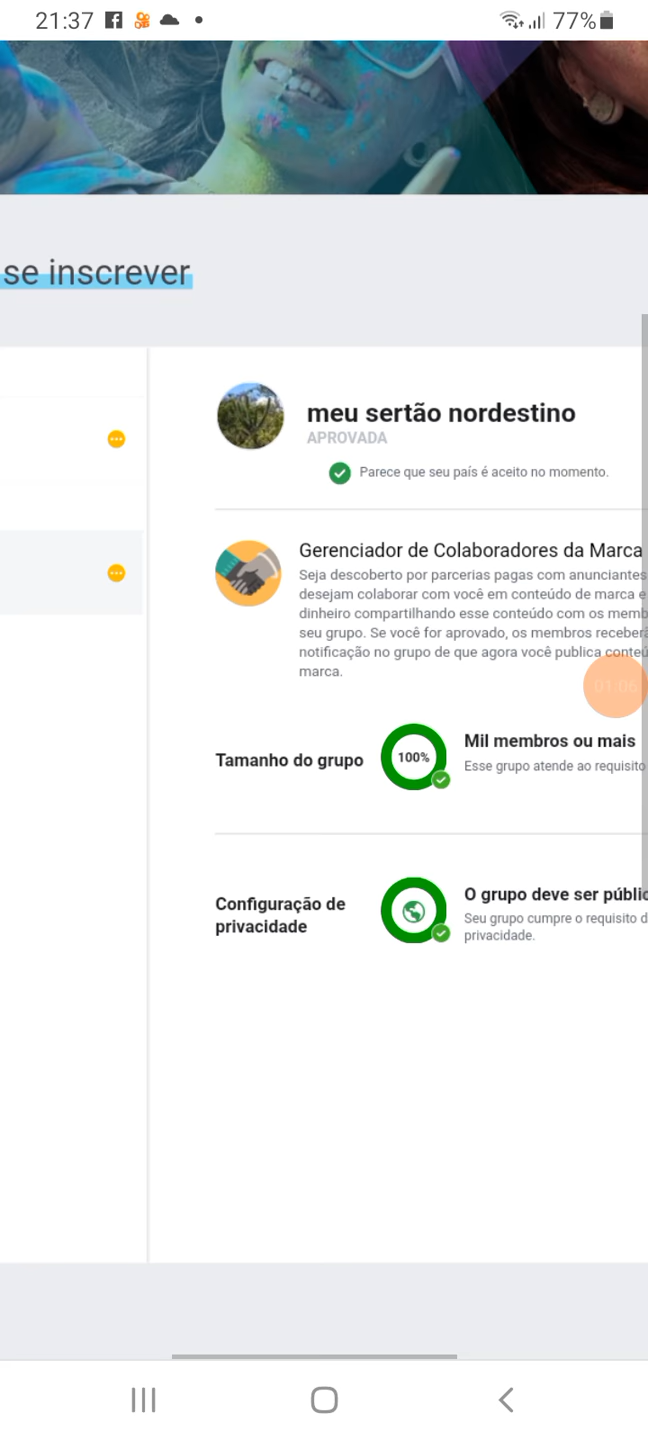 21:37
77%
se inscrever
meu sertão nordestino
APROVADA
Parece que seu país é aceito no momento.
Gerenciador de Colaboradores da Marca
Seja descoberto por parcerias pagas com anunciantes
desejam colaborar com você em conteúdo de marca e
dinheiro compartilhando esse conteúdo com os memb
seu grupo. Se você for aprovado, os membros receberã
notificação no grupo de que agora você publica conteú
marca.
01:06
Tamanho do grupo
100%
Mil membros ou mais
Esse grupo atende ao requisito
Configuração de
privacidade
O grupo deve ser públic
Seu grupo cumpre o requisito d
privacidade.